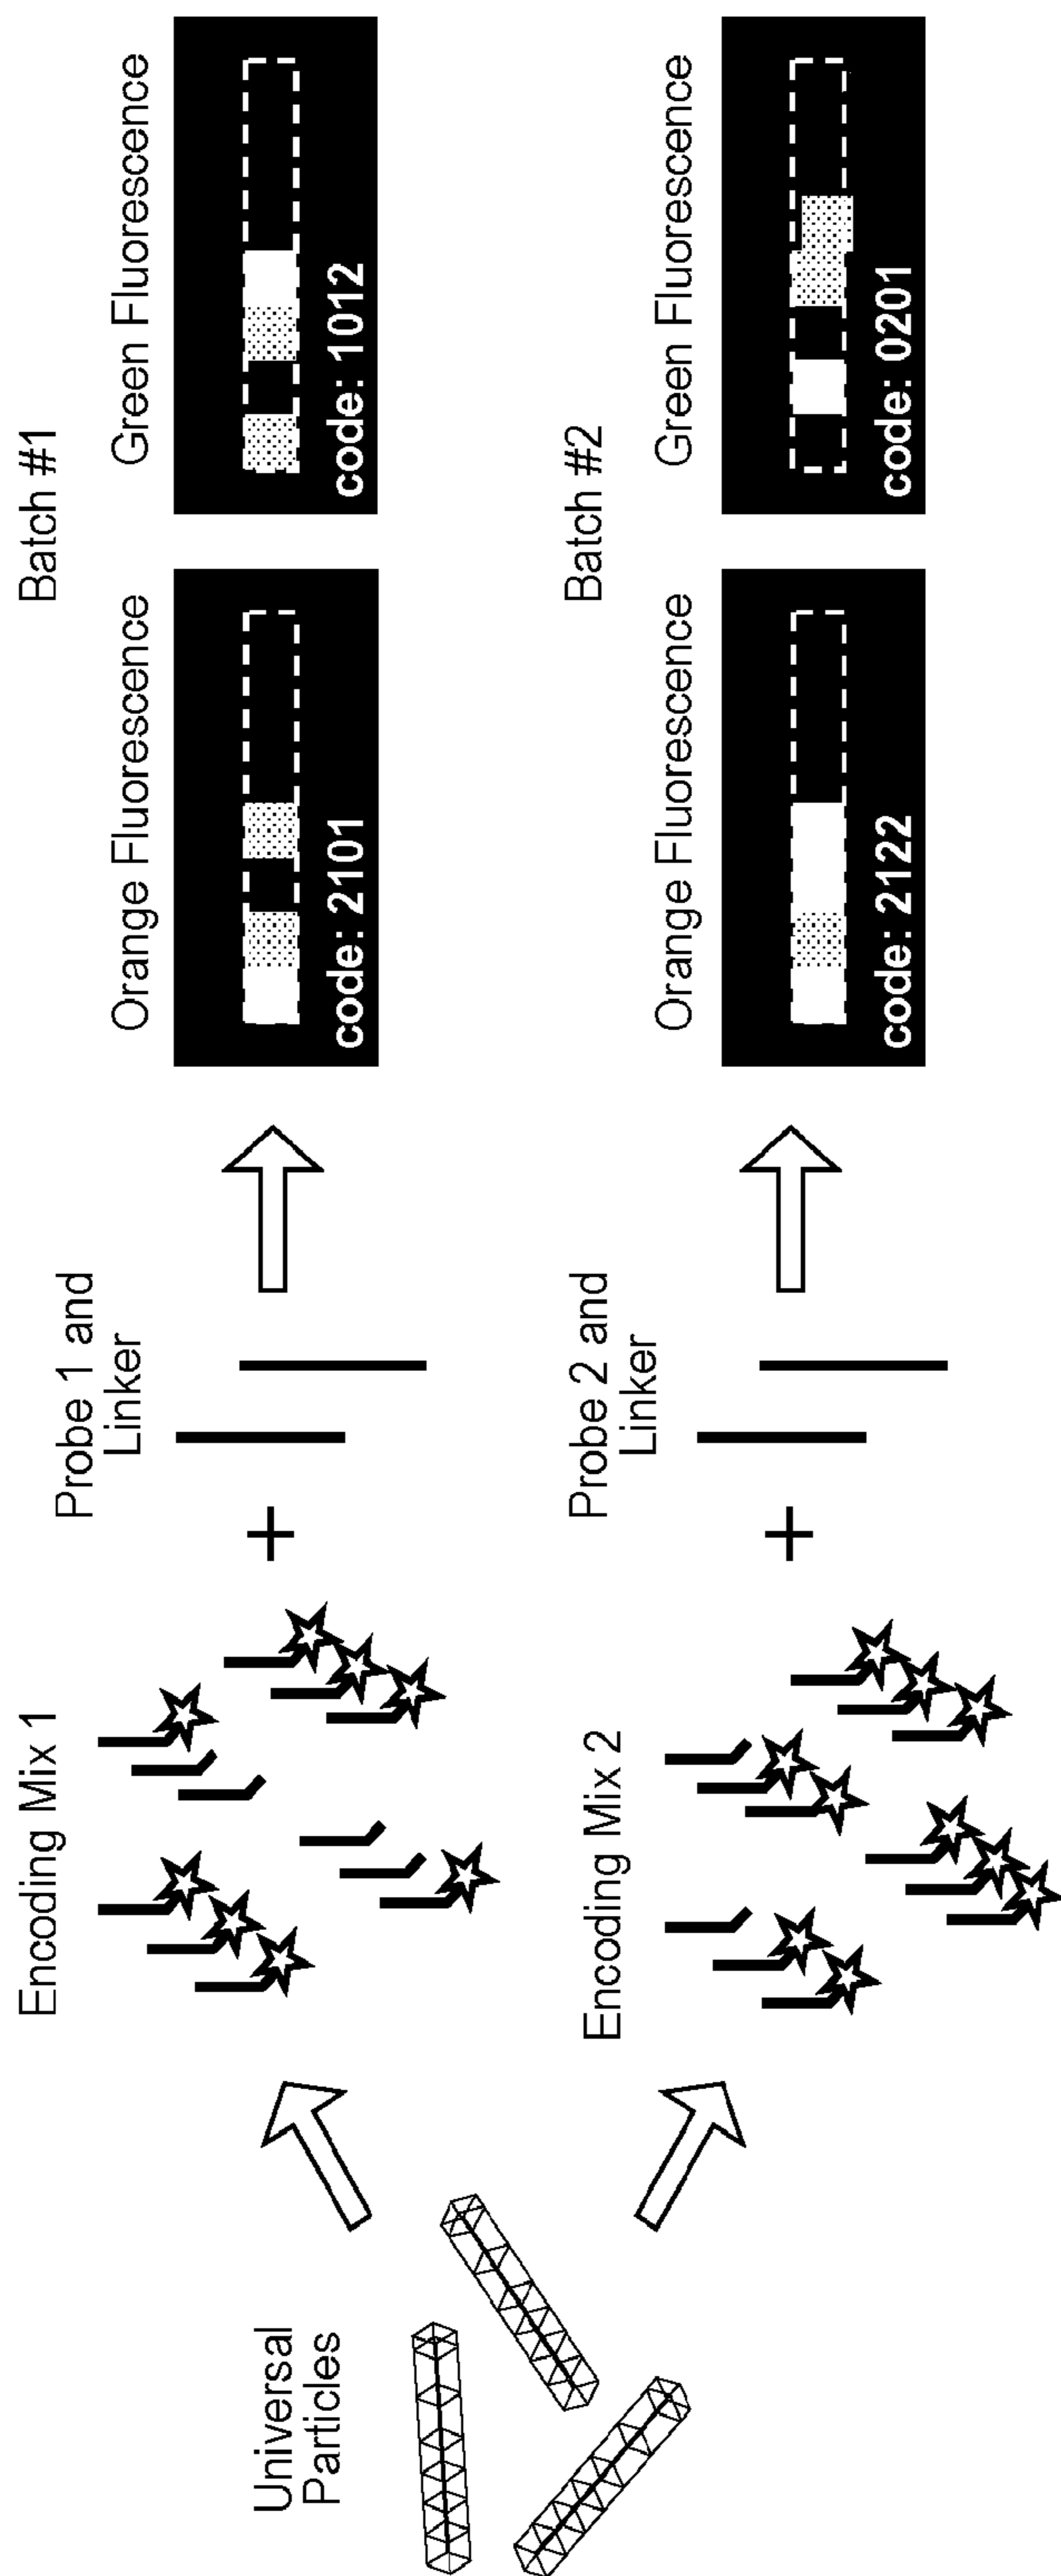 Universal
Particles
Encoding Mix 1
Probe 1 and
Linker
Batch #1
Orange Fluorescence
code: 2101
Green Fluorescence
code: 1012
Encoding Mix 2
Probe 2 and
Linker
Batch #2
Orange Fluorescence
code: 2122
Green Fluorescence
code: 0201